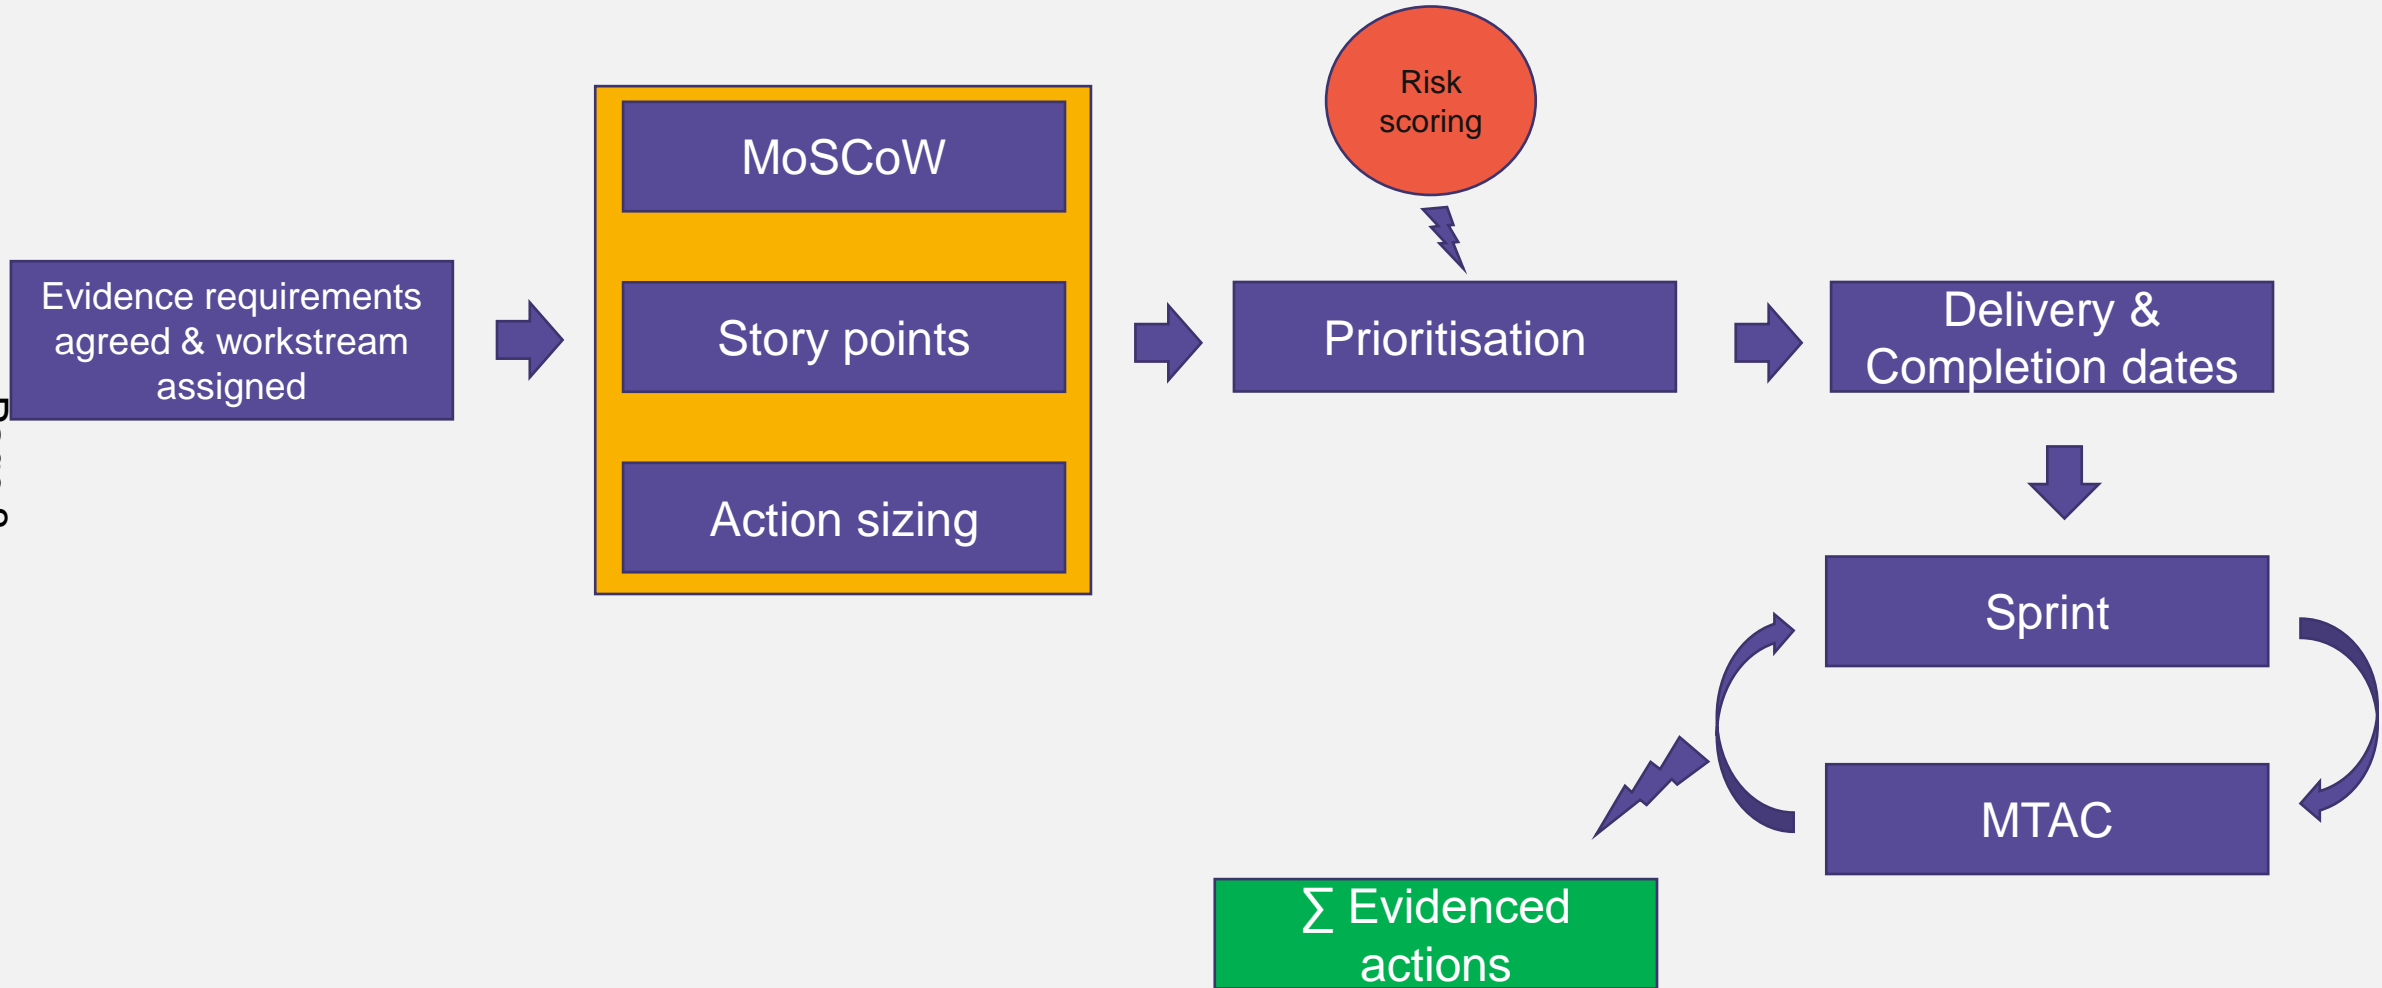 Risk
scoring
MoSCoW
Evidence requirements
agreed & workstream
assigned
Story points
Prioritisation
Delivery &
Completion dates
Action sizing
Sprint
MTAC
∑ Evidenced
actions